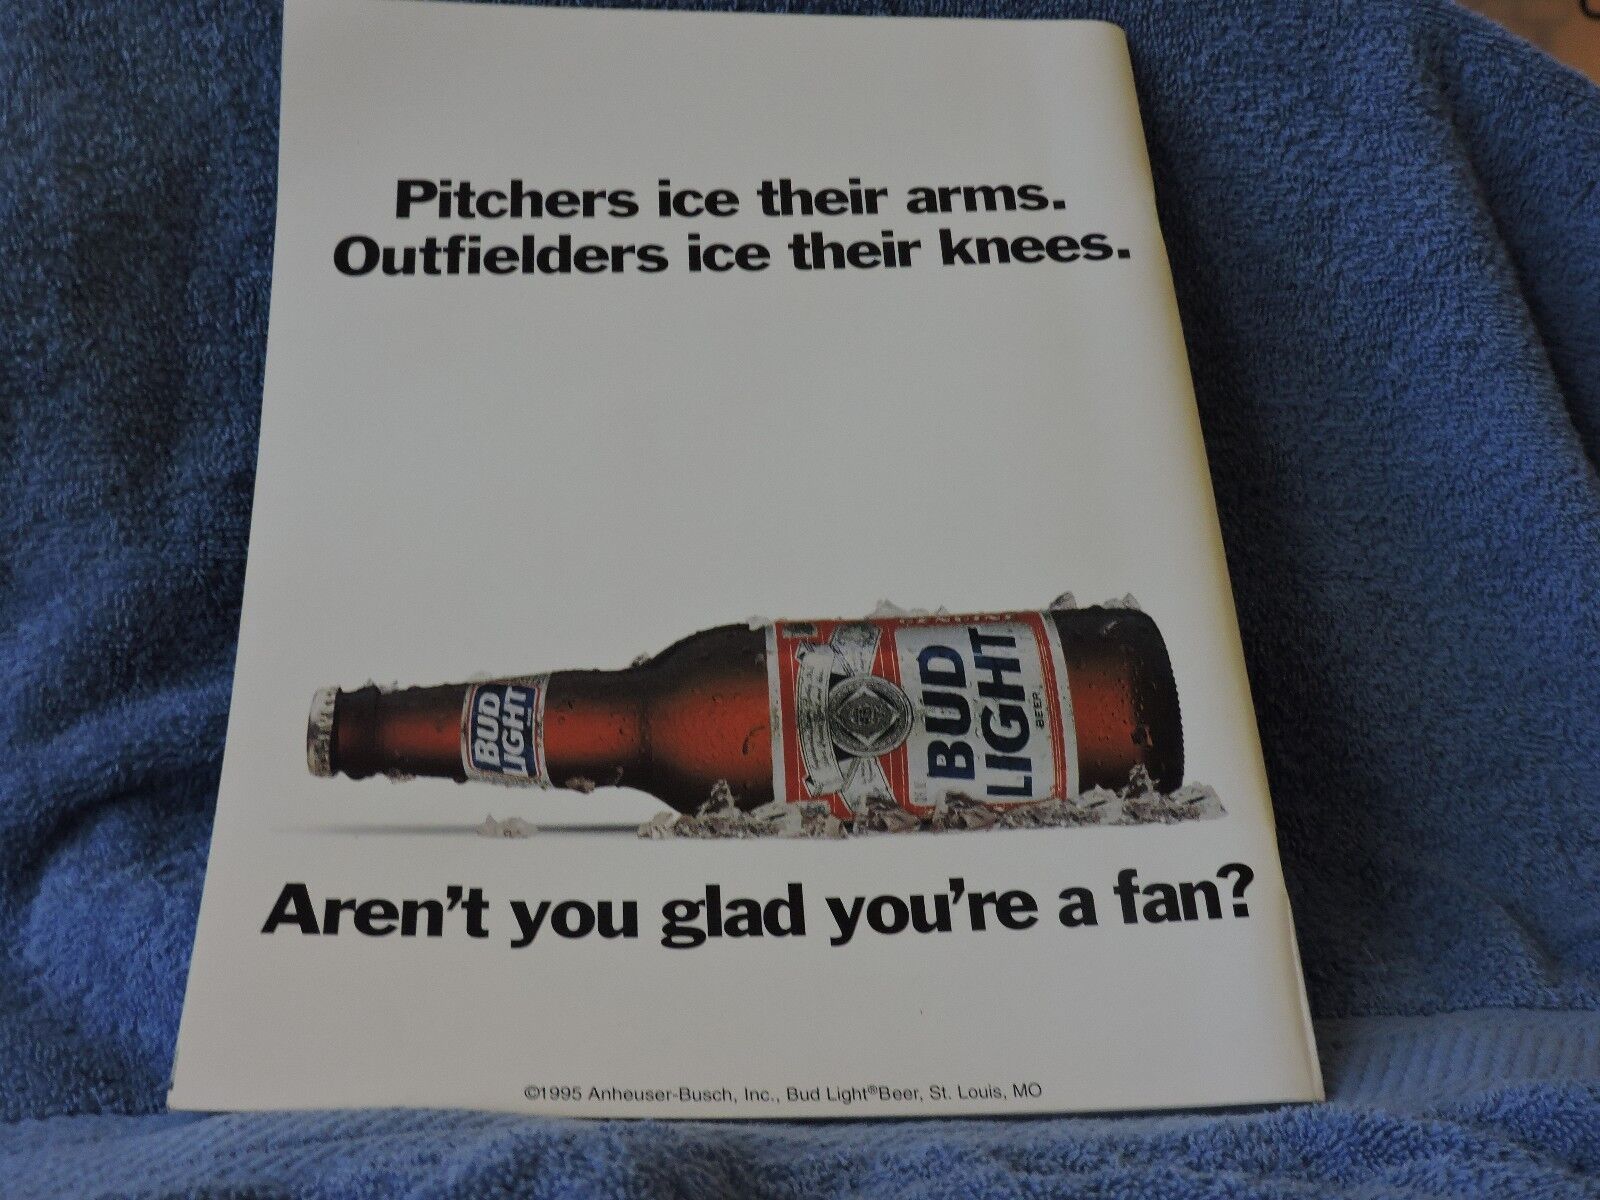 Pitchers ice their arms.
Outfielders ice their knees.
BUD
LIGHT
GENUINE
BUD
LIGHT
BEER
Aren't you glad you're a fan?
©1995 Anheuser-Busch, Inc., Bud Light®Beer, St. Louis, MO